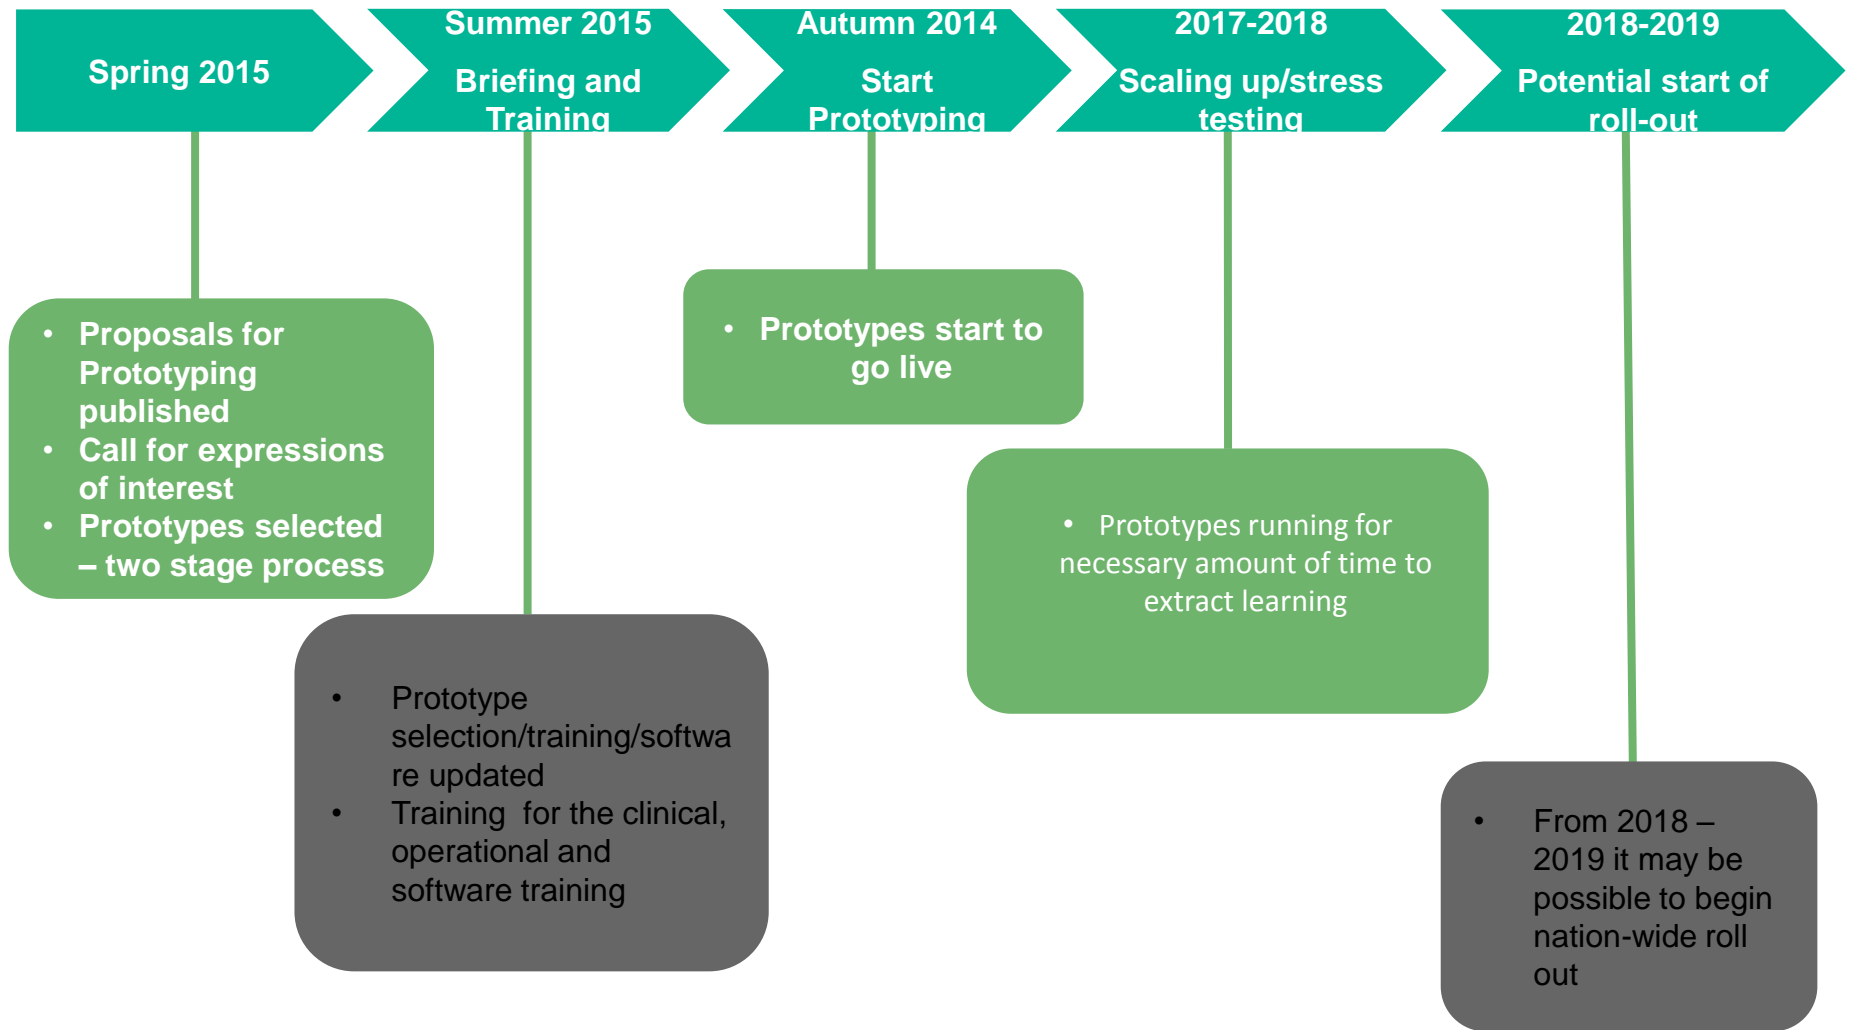 Spring 2015
Summer 2015
Briefing and
Training
Autumn 2014
Start
Prototyping
2017-2018
Scaling up/stress
testing
2018-2019
Potential start of
roll-out
• Proposals for
Prototyping
published
• Call for expressions
of interest
• Prototypes selected
– two stage process
• Prototype
selection/training/softwa
re updated
• Training for the clinical,
operational and
software training
• Prototypes start to
go live
• Prototypes running for
necessary amount of time to
extract learning
• From 2018 –
2019 it may be
possible to begin
nation-wide roll
out